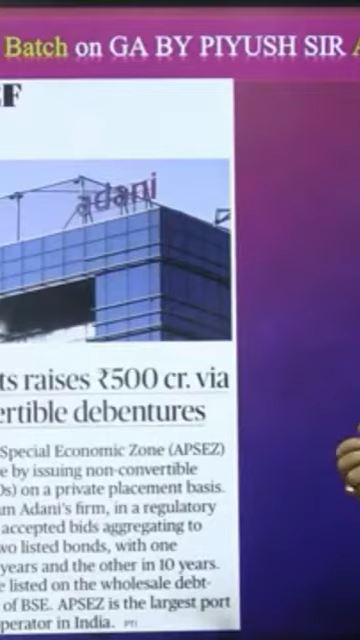 Batch on GA BY PIYUSH SIR
F
adani
ts raises ₹500 cr. via
ertible debentures
Special Economic Zone (APSEZ)
e by issuing non-convertible
Ds) on a private placement basis.
m Adani's firm, in a regulatory
accepted bids aggregating to
wo listed bonds, with one
years and the other in 10 years.
e listed on the wholesale debt-
of BSE. APSEZ is the largest port
perator in India. PTI